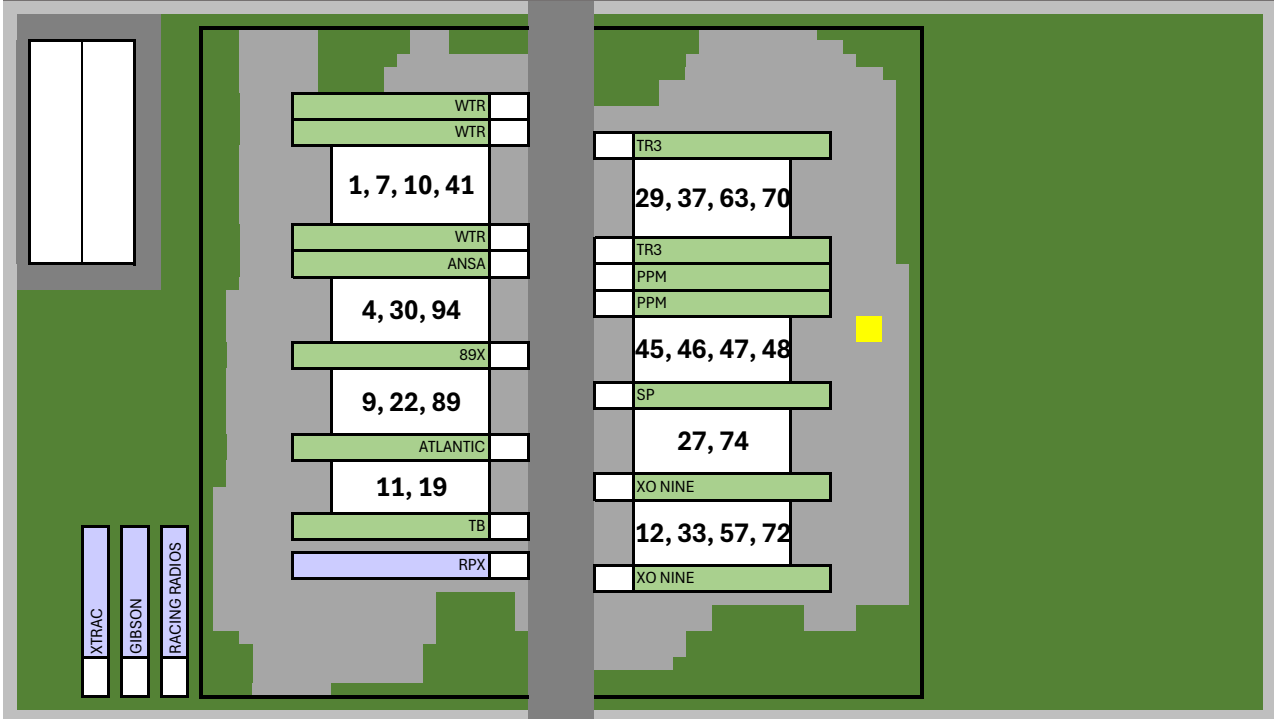 WTR
WTR
1, 7, 10, 41
WTR
ANSA
4, 30, 94
89X
9, 22, 89
ATLANTIC
11, 19
TB
RPX
TR3
29, 37, 63, 70
TR3
PPM
PPM
45, 46, 47, 48
SP
27, 74
XO NINE
12, 33, 57, 72
XO NINE
XTRAC
GIBSON
RACING RADIOS